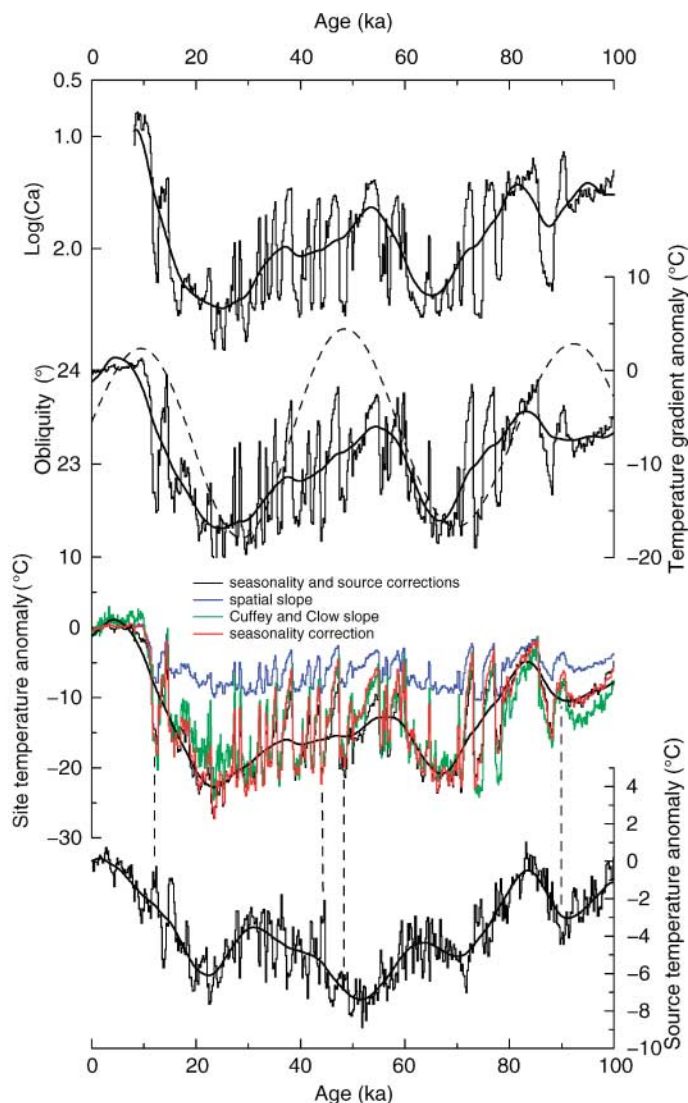 Age (ka)
0 20 40 60 80 100
0.5
1.0
2.0
Log(Ca)
10
0
−10
−20
Temperature gradient anomaly (°C)
24
23
Obliquity (°)
10
0
−10
−20
−30
Site temperature anomaly (°C)
seasonality and source corrections
spatial slope
Cuffey and Clow slope
seasonality correction
4
2
0
−2
−4
−6
−8
−10
Source temperature anomaly (°C)
0 20 40 60 80 100
Age (ka)